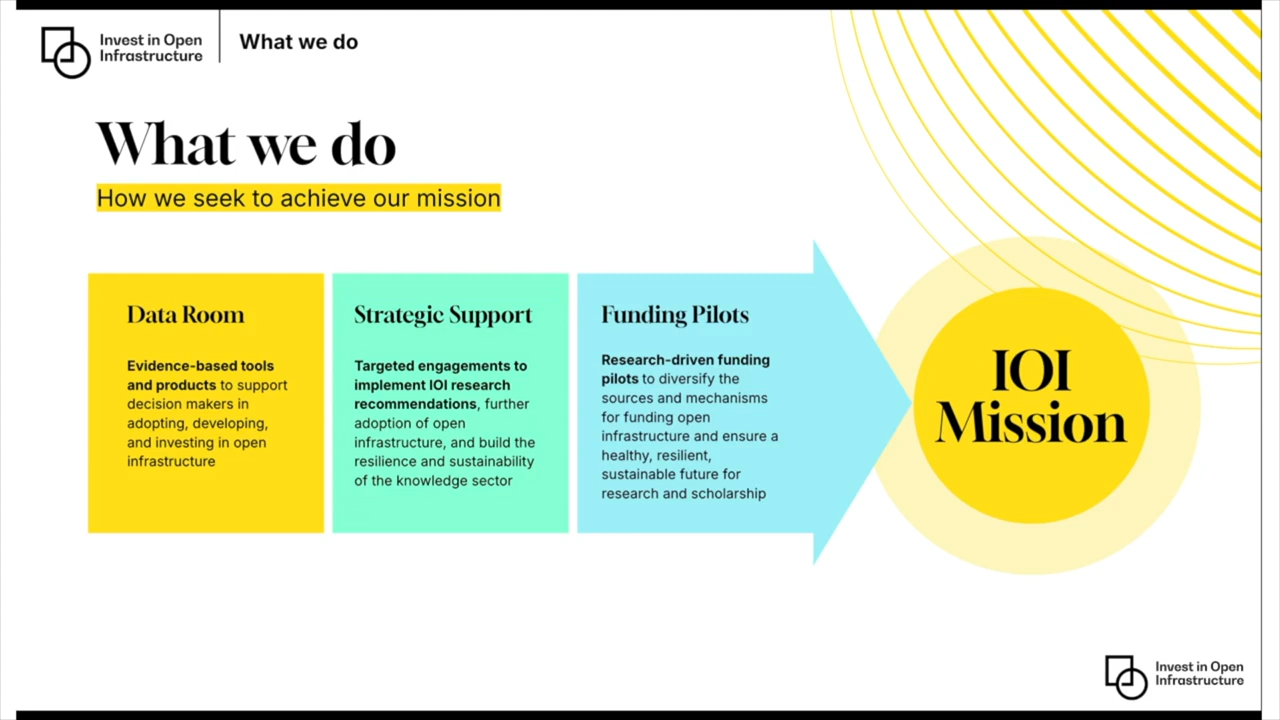 Invest in Open
Infrastructure
What we do
What we do
How we seek to achieve our mission
Data Room
Evidence-based tools
and products to support
decision makers in
adopting, developing,
and investing in open
infrastructure
Strategic Support
Targeted engagements to
implement IOI research
recommendations, further
adoption of open
infrastructure, and build the
resilience and sustainability
of the knowledge sector
Funding Pilots
Research-driven funding
pilots to diversify the
sources and mechanisms
for funding open
infrastructure and ensure a
healthy, resilient,
sustainable future for
research and scholarship
IOI
Mission
Invest in Open
Infrastructure